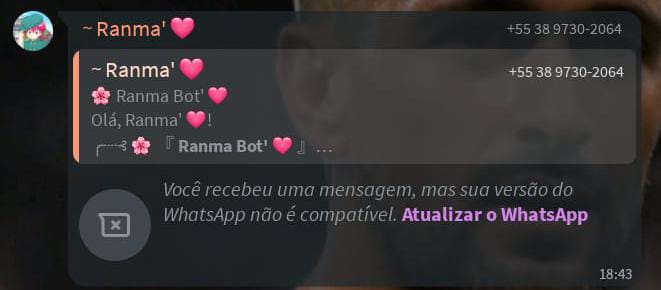 ~ Ranma' ❤️ +55 38 9730-2064
~ Ranma' ❤️ +55 38 9730-2064
🌸 Ranma Bot' ❤️
Olá, Ranma' ❤️!
╭┈⊰ 🌸 『 Ranma Bot' ❤️ 』 ...
Você recebeu uma mensagem, mas sua versão do
WhatsApp não é compatível. Atualizar o WhatsApp
18:43